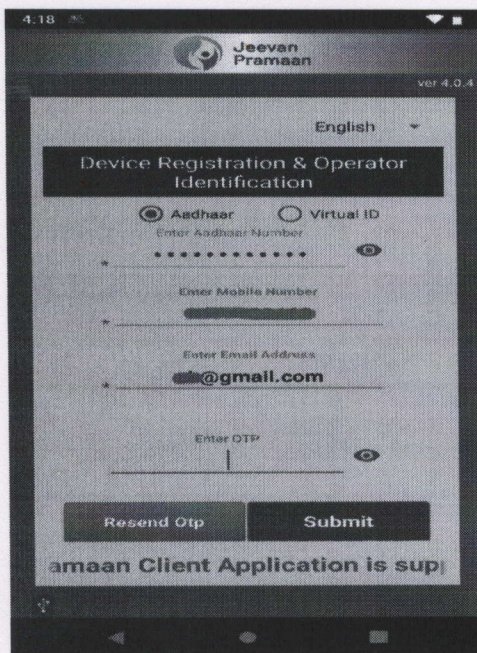 4:18
Jeevan
Pramaan
ver 4.0.4
English
Device Registration & Operator
Identification
Aadhaar
Virtual ID
Enter Aadhaar Number
* ••••••••••••
Enter Mobile Number
*
Enter Email Address
* @gmail.com
Enter OTP
Resend Otp
Submit
amaan Client Application is sup